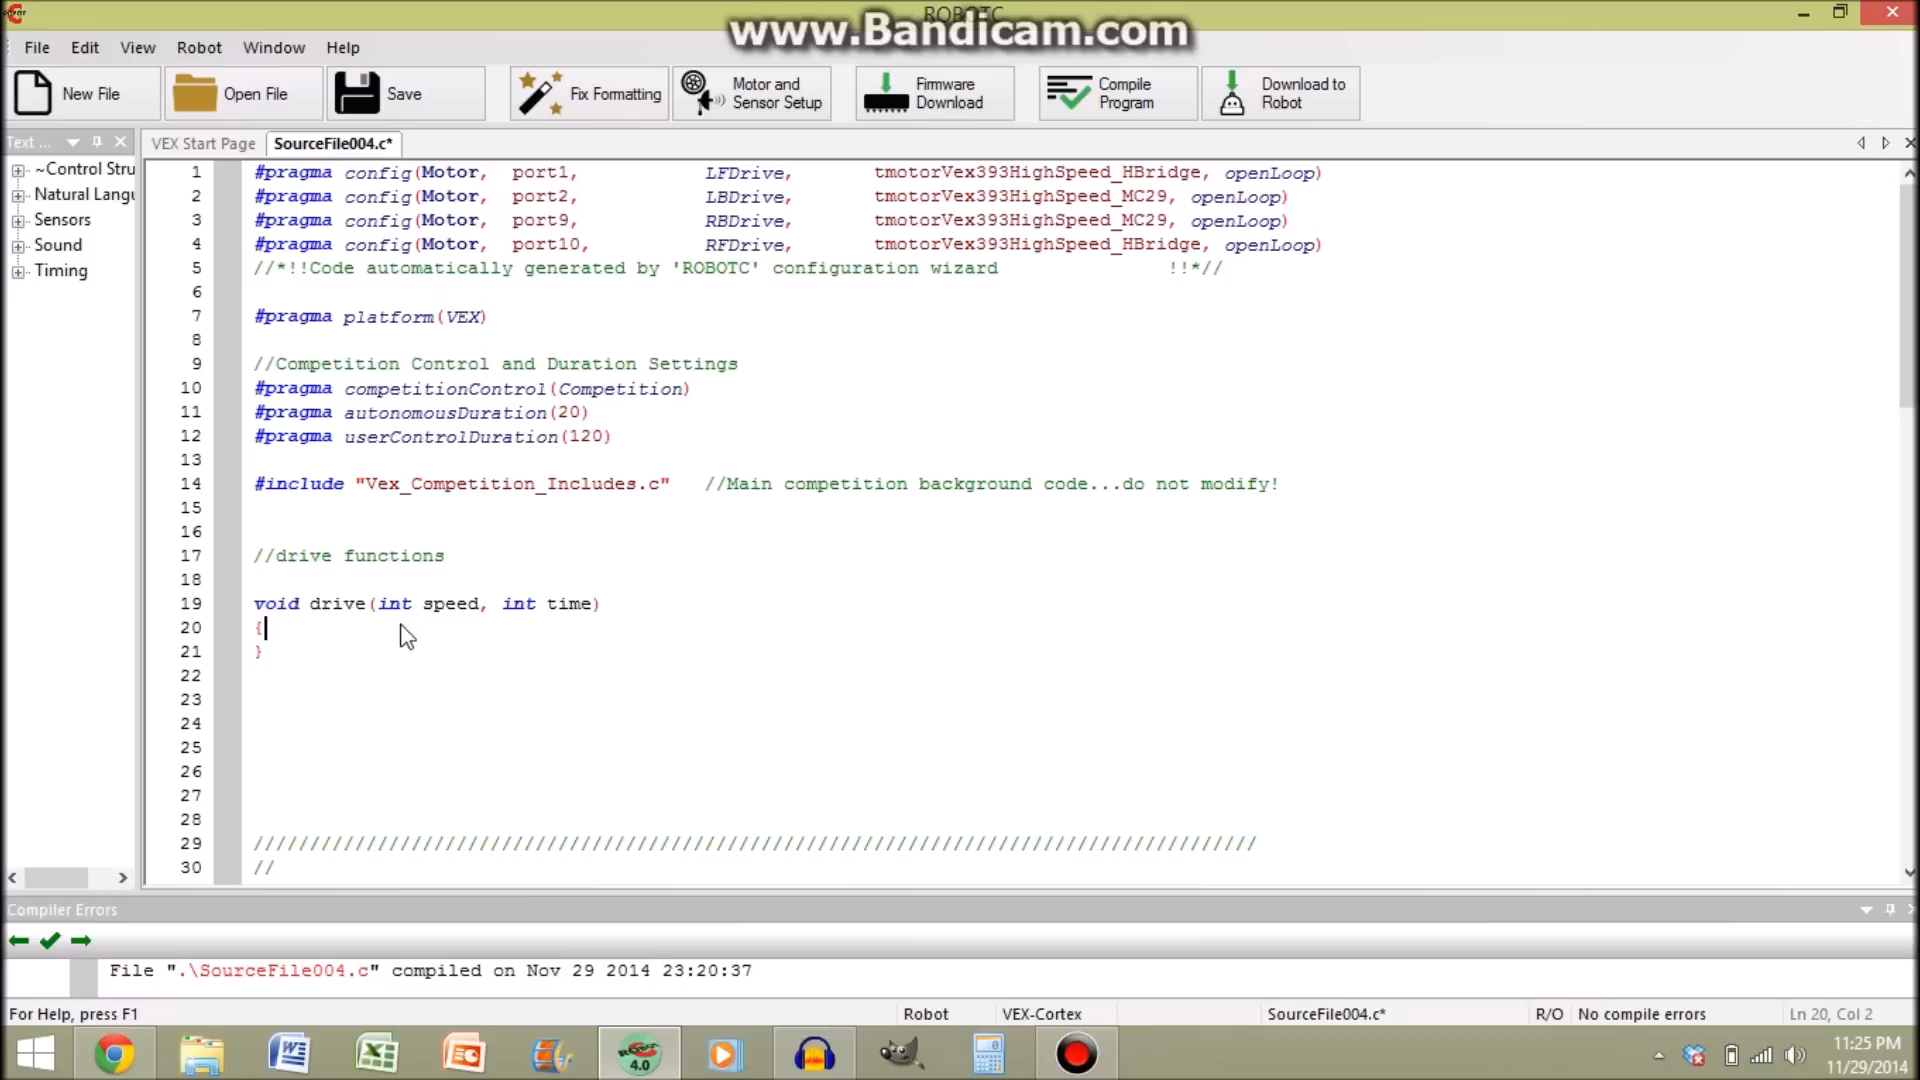 ROBOTC
www.Bandicam.com
File Edit View Robot Window Help
New File Open File Save Fix Formatting Motor and Sensor Setup Firmware Download Compile Program Download to Robot
Text ...
VEX Start Page SourceFile004.c*
~Control Stru
Natural Langu
Sensors
Sound
Timing
1 #pragma config(Motor, port1, LFDrive, tmotorVex393HighSpeed_HBridge, openLoop)
2 #pragma config(Motor, port2, LBDrive, tmotorVex393HighSpeed_MC29, openLoop)
3 #pragma config(Motor, port9, RBDrive, tmotorVex393HighSpeed_MC29, openLoop)
4 #pragma config(Motor, port10, RFDrive, tmotorVex393HighSpeed_HBridge, openLoop)
5 //*!!Code automatically generated by 'ROBOTC' configuration wizard !!*//
6
7 #pragma platform(VEX)
8
9 //Competition Control and Duration Settings
10 #pragma competitionControl(Competition)
11 #pragma autonomousDuration(20)
12 #pragma userControlDuration(120)
13
14 #include "Vex_Competition_Includes.c" //Main competition background code...do not modify!
15
16
17 //drive functions
18
19 void drive(int speed, int time)
20 {
21 }
22
23
24
25
26
27
28
29 /////////////////////////////////////////////////////////////////////////////////////////
30 //
Compiler Errors
File ".\SourceFile004.c" compiled on Nov 29 2014 23:20:37
For Help, press F1 Robot VEX-Cortex SourceFile004.c* R/O No compile errors Ln 20, Col 2
4.0
11:25 PM
11/29/2014